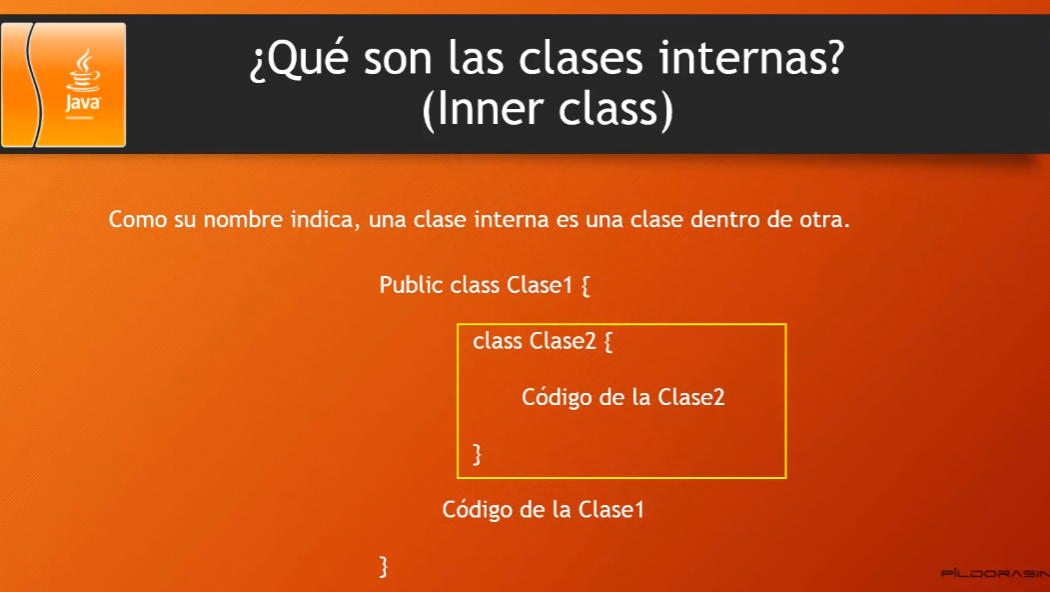 ¿Qué son las clases internas?
(Inner class)
Java
Como su nombre indica, una clase interna es una clase dentro de otra.
Public class Clase1 {
class Clase2 {
Código de la Clase2
}
Código de la Clase1
}
PÍLDORASIN